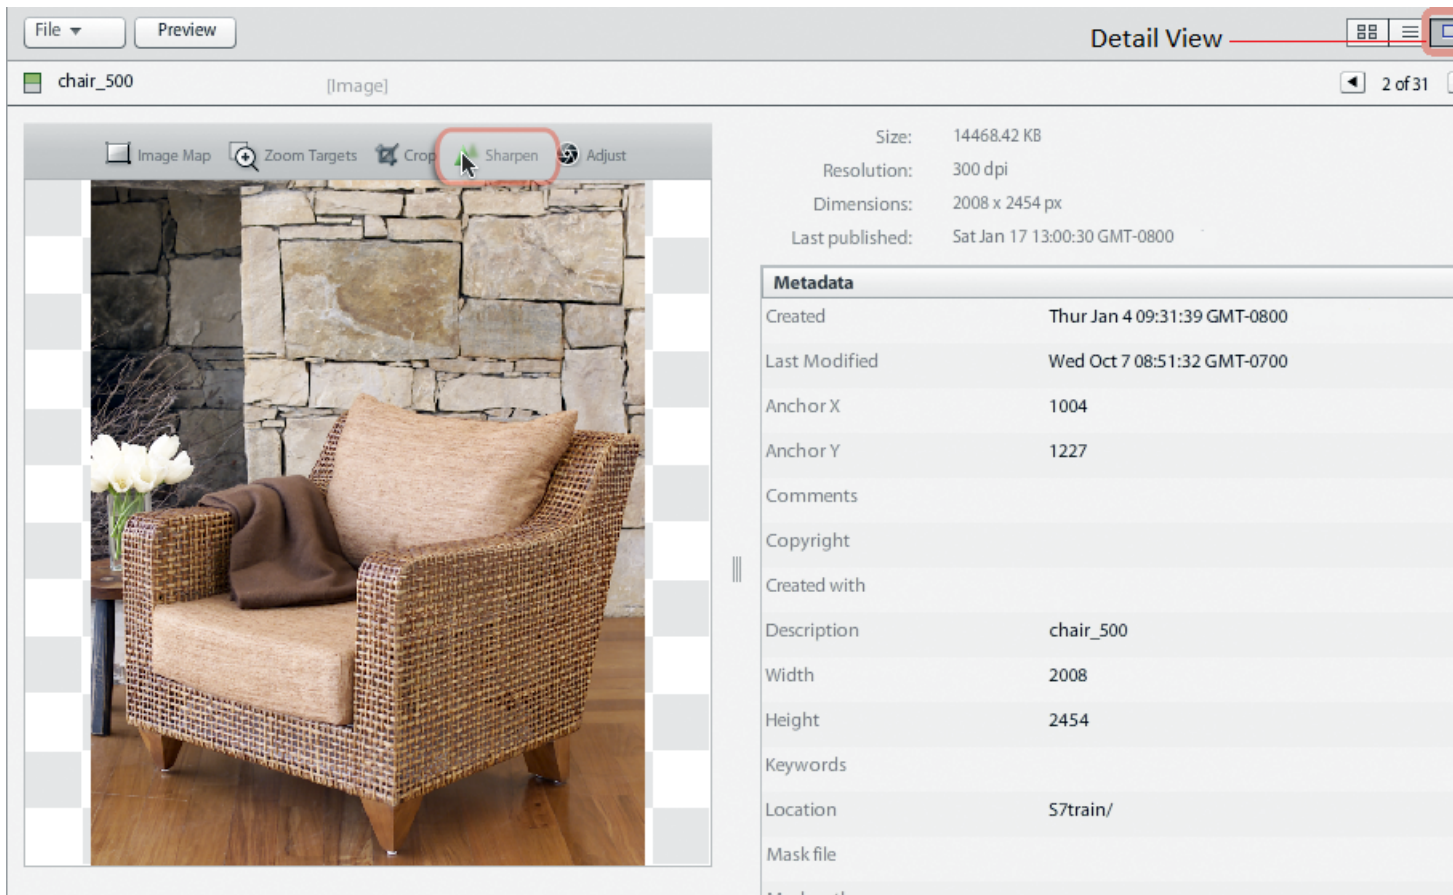 File Preview
Detail View
chair_500 [Image] 2 of 31
Image Map Zoom Targets Crop Sharpen Adjust
Size: 14468.42 KB
Resolution: 300 dpi
Dimensions: 2008 x 2454 px
Last published: Sat Jan 17 13:00:30 GMT-0800
Metadata
Created Thur Jan 4 09:31:39 GMT-0800
Last Modified Wed Oct 7 08:51:32 GMT-0700
Anchor X 1004
Anchor Y 1227
Comments
Copyright
Created with
Description chair_500
Width 2008
Height 2454
Keywords
Location S7train/
Mask file